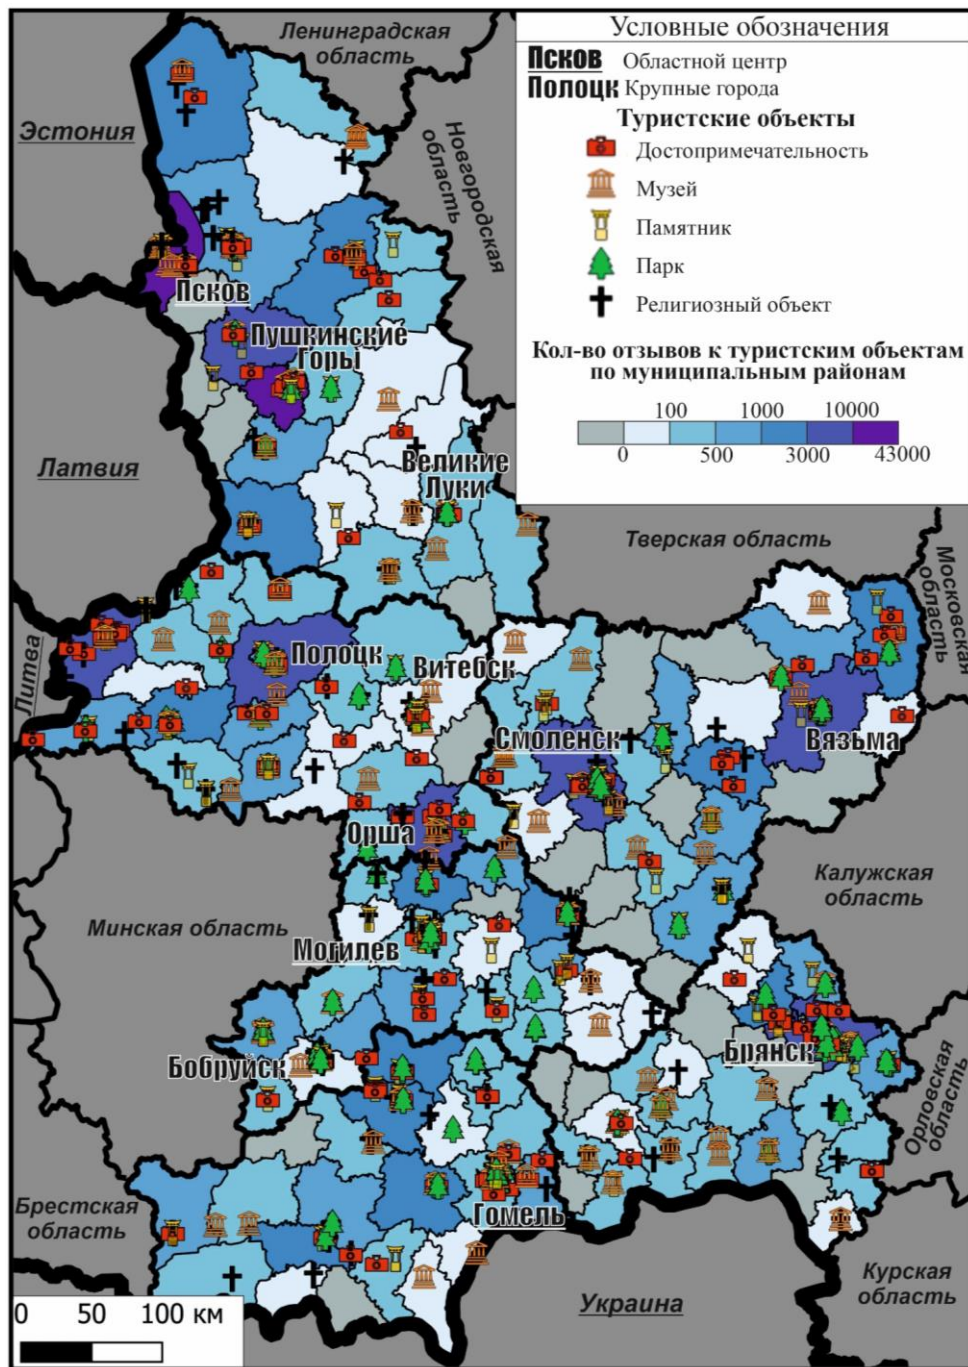 Ленинградская
область
Эстония
Новгородская
область
Псков
Пушкинские
Горы
Латвия
Великие
Луки
Тверская область
Московская
область
Литва
Полоцк
Витебск
Смоленск
Вязьма
Орша
Калужская
область
Минская область
Могилев
Бобруйск
Брянск
Орловская
область
Брестская
область
Гомель
Украина
Курская
область
0 50 100 км
Условные обозначения
Псков Областной центр
Полоцк Крупные города
Туристские объекты
Достопримечательность
Музей
Памятник
Парк
Религиозный объект
Кол-во отзывов к туристским объектам
по муниципальным районам
100 1000 10000
0 500 3000 43000